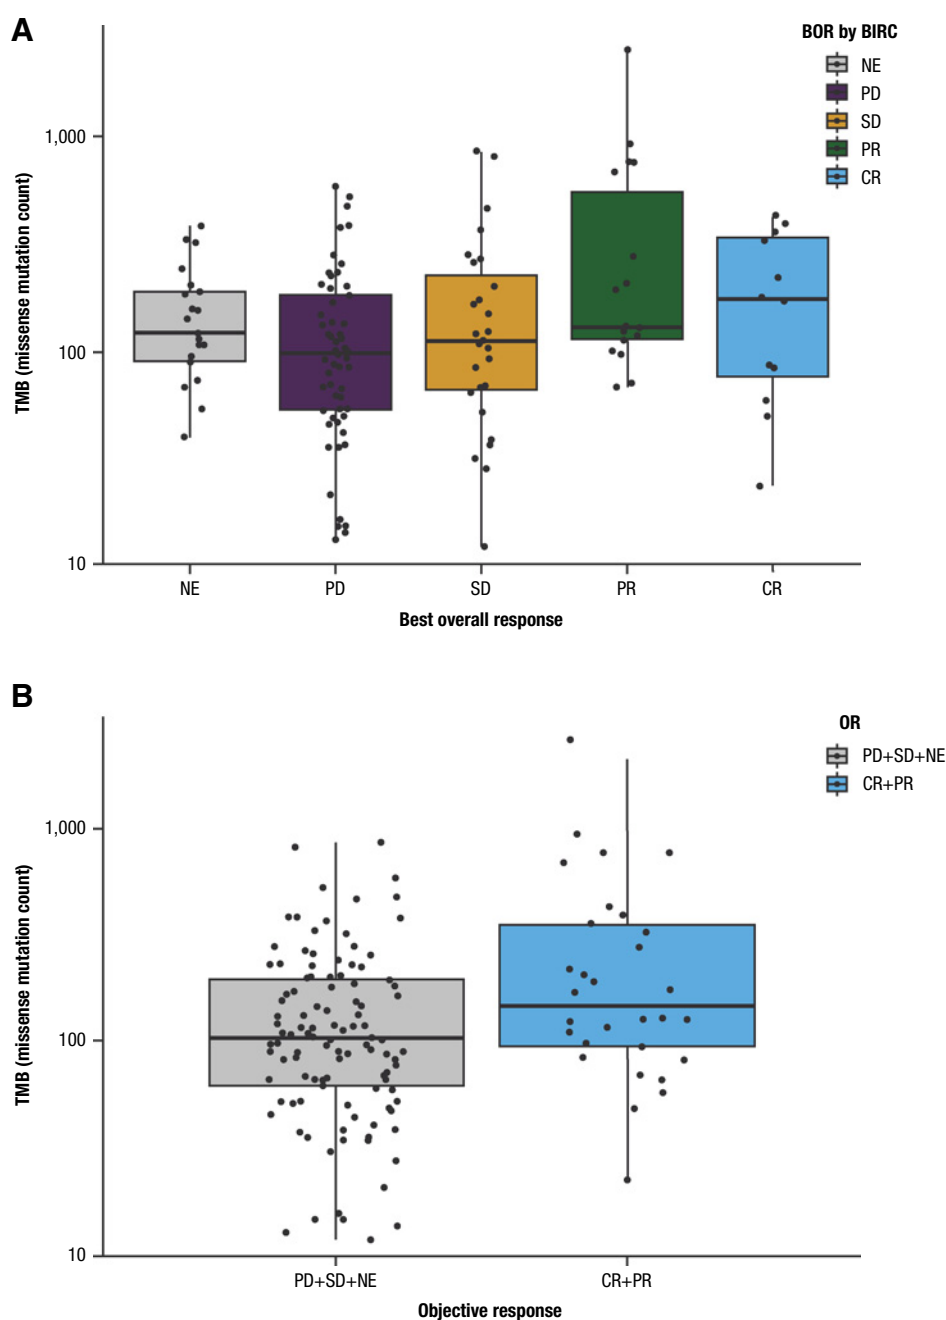 A
BOR by BIRC
NE
PD
SD
PR
CR
TMB (missense mutation count)
1,000
100
10
NE PD SD PR CR
Best overall response
B
OR
PD+SD+NE
CR+PR
TMB (missense mutation count)
1,000
100
10
PD+SD+NE CR+PR
Objective response